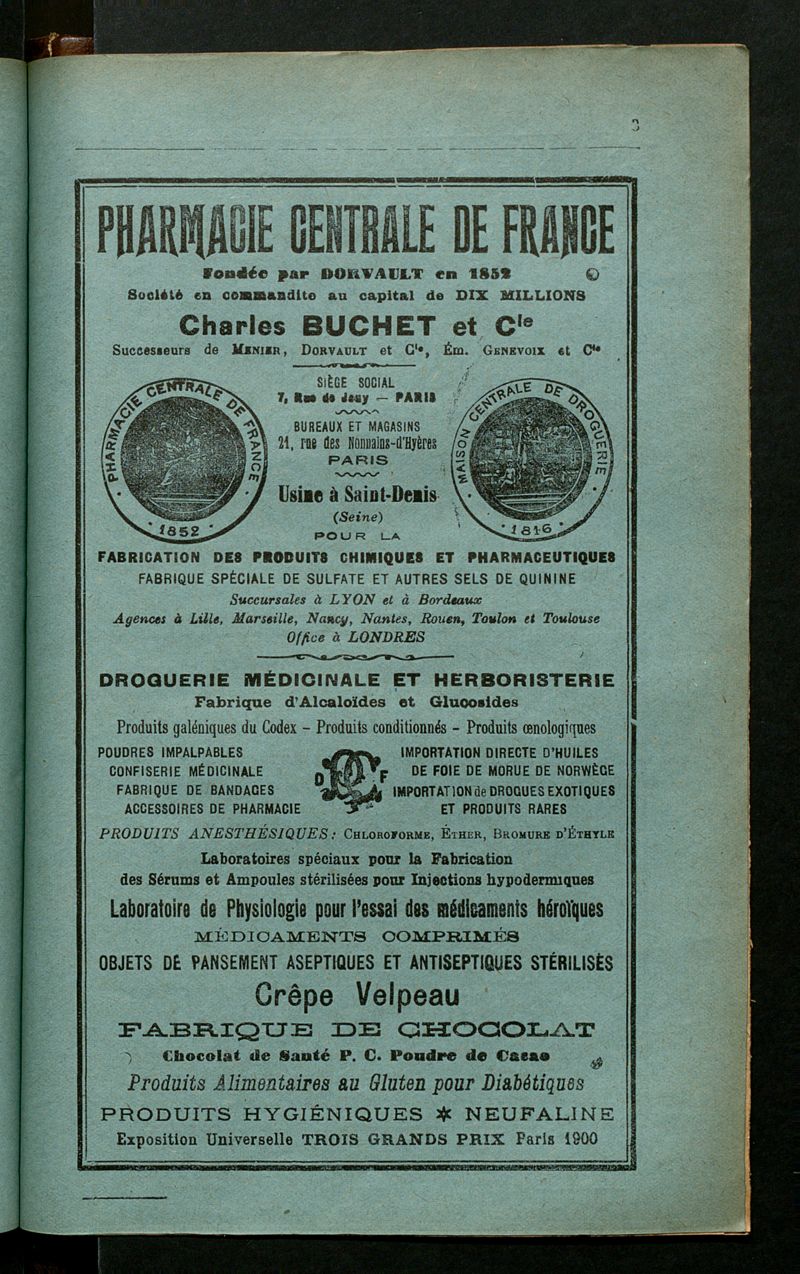 3
PHARMACIE CENTRALE DE FRANCE
Fondée par DORVAULT en 1852
Société en commandite au capital de DIX MILLIONS
Charles BUCHET et Cie
Successeurs de MENIER, DORVAULT et Cie, Ém. GENEVOIX et Cie
PHARMACIE CENTRALE DE FRANCE
1852
SIÈGE SOCIAL
7, Rue de Jouy — PARIS
BUREAUX ET MAGASINS
21, rue des Nonnains-d'Hyères
PARIS
Usine à Saint-Denis
(Seine)
POUR LA
MAISON CENTRALE DE DROGUERIE
1816
FABRICATION DES PRODUITS CHIMIQUES ET PHARMACEUTIQUES
FABRIQUE SPÉCIALE DE SULFATE ET AUTRES SELS DE QUININE
Succursales à LYON et à Bordeaux
Agences à Lille, Marseille, Nancy, Nantes, Rouen, Toulon et Toulouse
Office à LONDRES
DROGUERIE MÉDICINALE ET HERBORISTERIE
Fabrique d'Alcaloïdes et Glucosides
Produits galéniques du Codex – Produits conditionnés – Produits œnologiques
POUDRES IMPALPABLES
CONFISERIE MÉDICINALE
FABRIQUE DE BANDAGES
ACCESSOIRES DE PHARMACIE
IMPORTATION DIRECTE D'HUILES
DE FOIE DE MORUE DE NORWÈGE
IMPORTATION de DROGUES EXOTIQUES
ET PRODUITS RARES
PRODUITS ANESTHÉSIQUES: CHLOROFORME, ÉTHER, BROMURE D'ÉTHYLE
Laboratoires spéciaux pour la Fabrication
des Sérums et Ampoules stérilisées pour Injections hypodermiques
Laboratoire de Physiologie pour l'essai des médicaments héroïques
MÉDICAMENTS COMPRIMÉS
OBJETS DE PANSEMENT ASEPTIQUES ET ANTISEPTIQUES STÉRILISÉS
Crêpe Velpeau
FABRIQUE DE CHOCOLAT
Chocolat de Santé P. C. Poudre de Cacao
Produits Alimentaires au Gluten pour Diabétiques
PRODUITS HYGIÉNIQUES * NEUFALINE
Exposition Universelle TROIS GRANDS PRIX Paris 1900